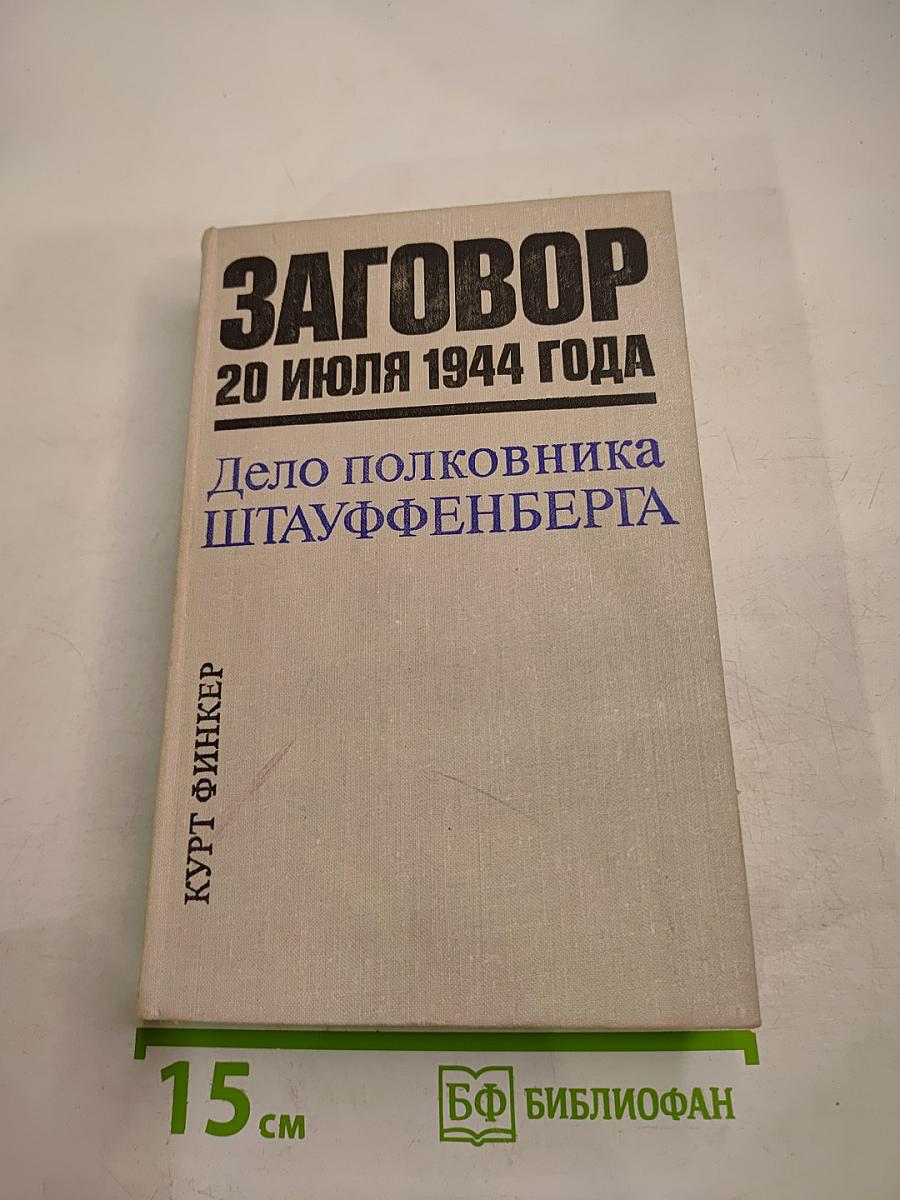 ЗАГОВОР
20 ИЮЛЯ 1944 ГОДА
Дело полковника
ШТАУФФЕНБЕРГА
КУРТ ФИНКЕР
15 см
БФ БИБЛИОФАН